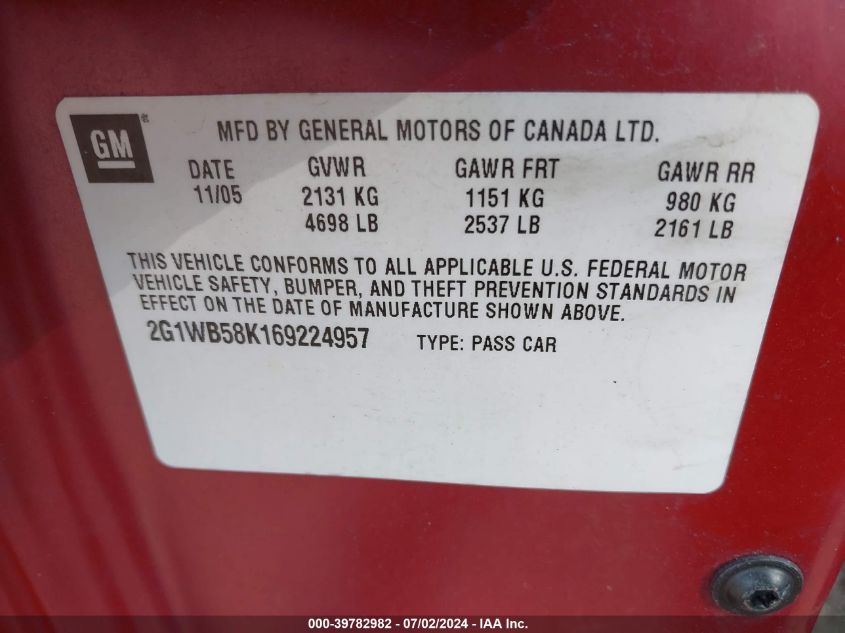 GM
MFD BY GENERAL MOTORS OF CANADA LTD.
DATE GVWR GAWR FRT GAWR RR
11/05 2131 KG 1151 KG 980 KG
4698 LB 2537 LB 2161 LB
THIS VEHICLE CONFORMS TO ALL APPLICABLE U.S. FEDERAL MOTOR
VEHICLE SAFETY, BUMPER, AND THEFT PREVENTION STANDARDS IN
EFFECT ON THE DATE OF MANUFACTURE SHOWN ABOVE.
2G1WB58K169224957 TYPE: PASS CAR
000-39782982 - 07/02/2024 - IAA Inc.